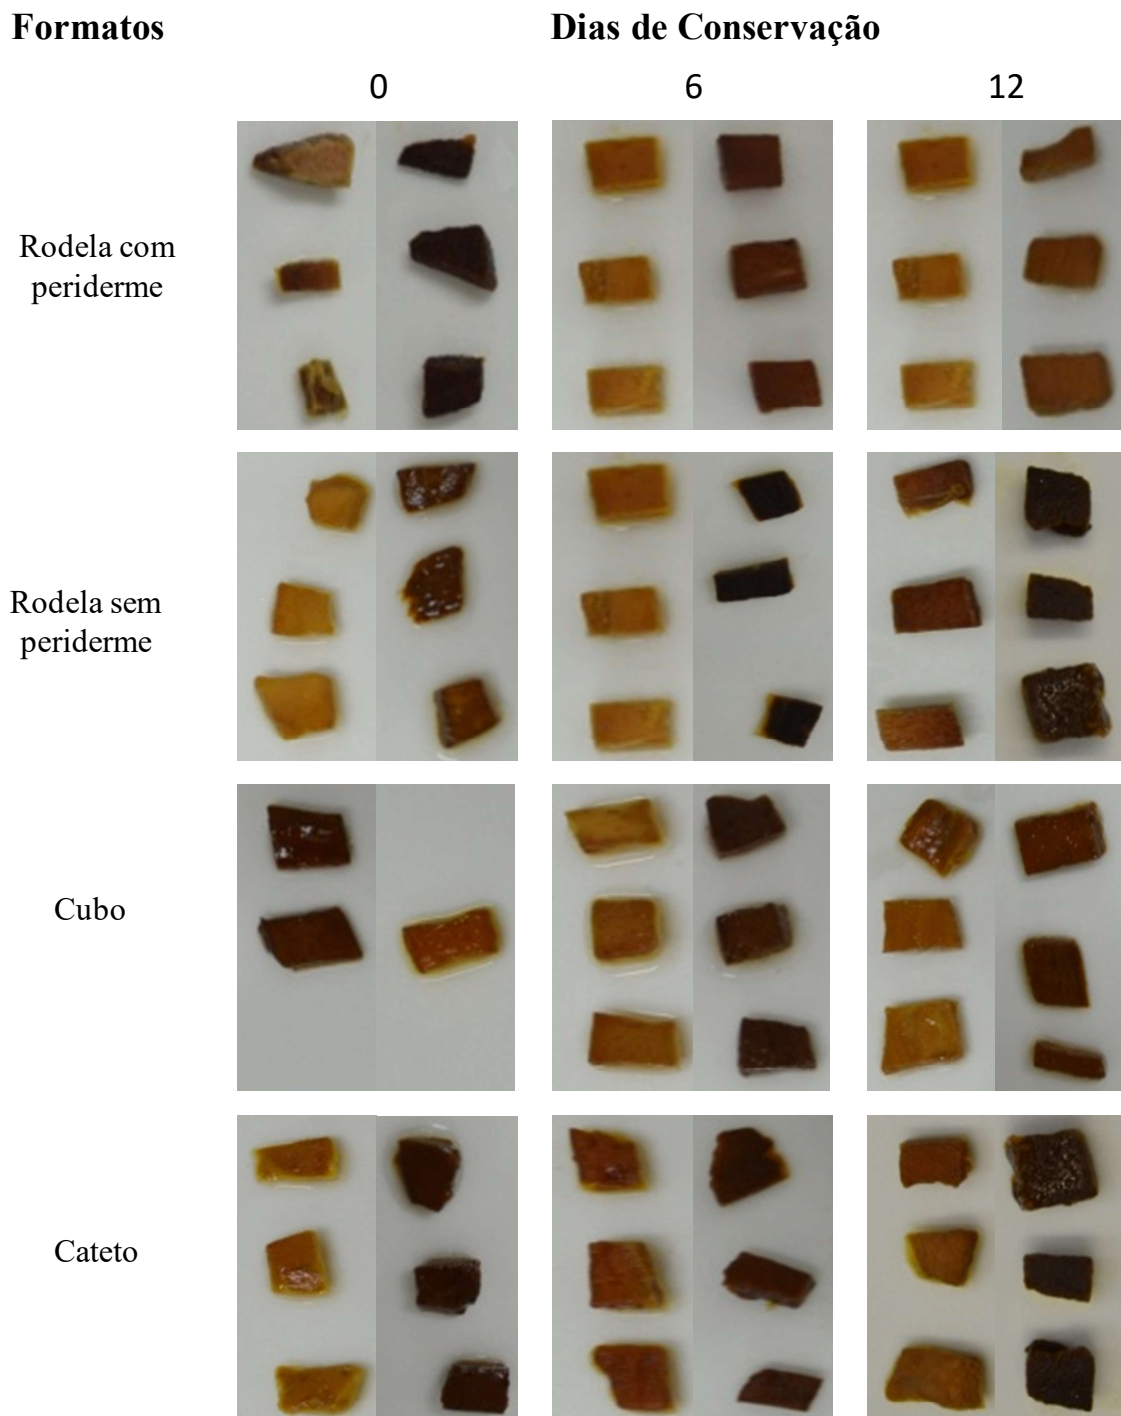 Formatos
Dias de Conservação
0 6 12
Rodela com
periderme
Rodela sem
periderme
Cubo
Cateto